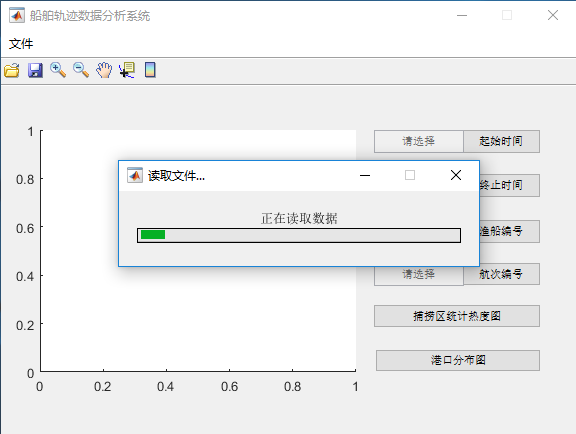 船舶轨迹数据分析系统
文件
1
0.8
0.6
0.4
0.2
0
0
0.2
0.4
0.6
0.8
1
请选择
起始时间
终止时间
渔船编号
请选择
航次编号
捕捞区统计热度图
港口分布图
读取文件...
正在读取数据